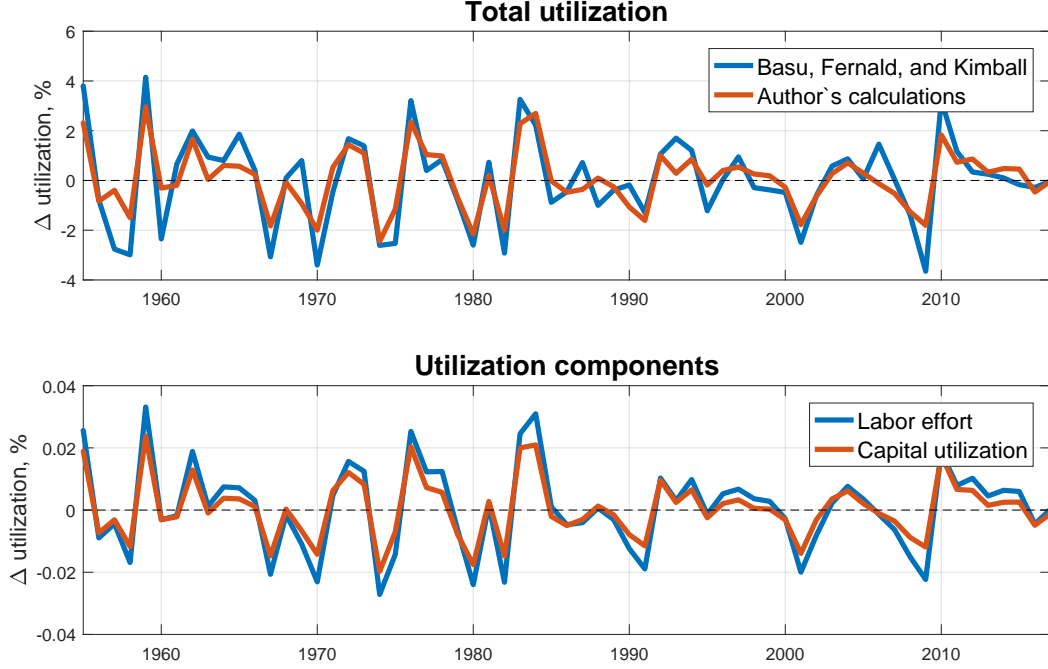 Total utilization
6
4
2
0
-2
-4
Δ utilization, %
Basu, Fernald, and Kimball
Author`s calculations
1960 1970 1980 1990 2000 2010
Utilization components
0.04
0.02
0
-0.02
-0.04
Δ utilization, %
Labor effort
Capital utilization
1960 1970 1980 1990 2000 2010